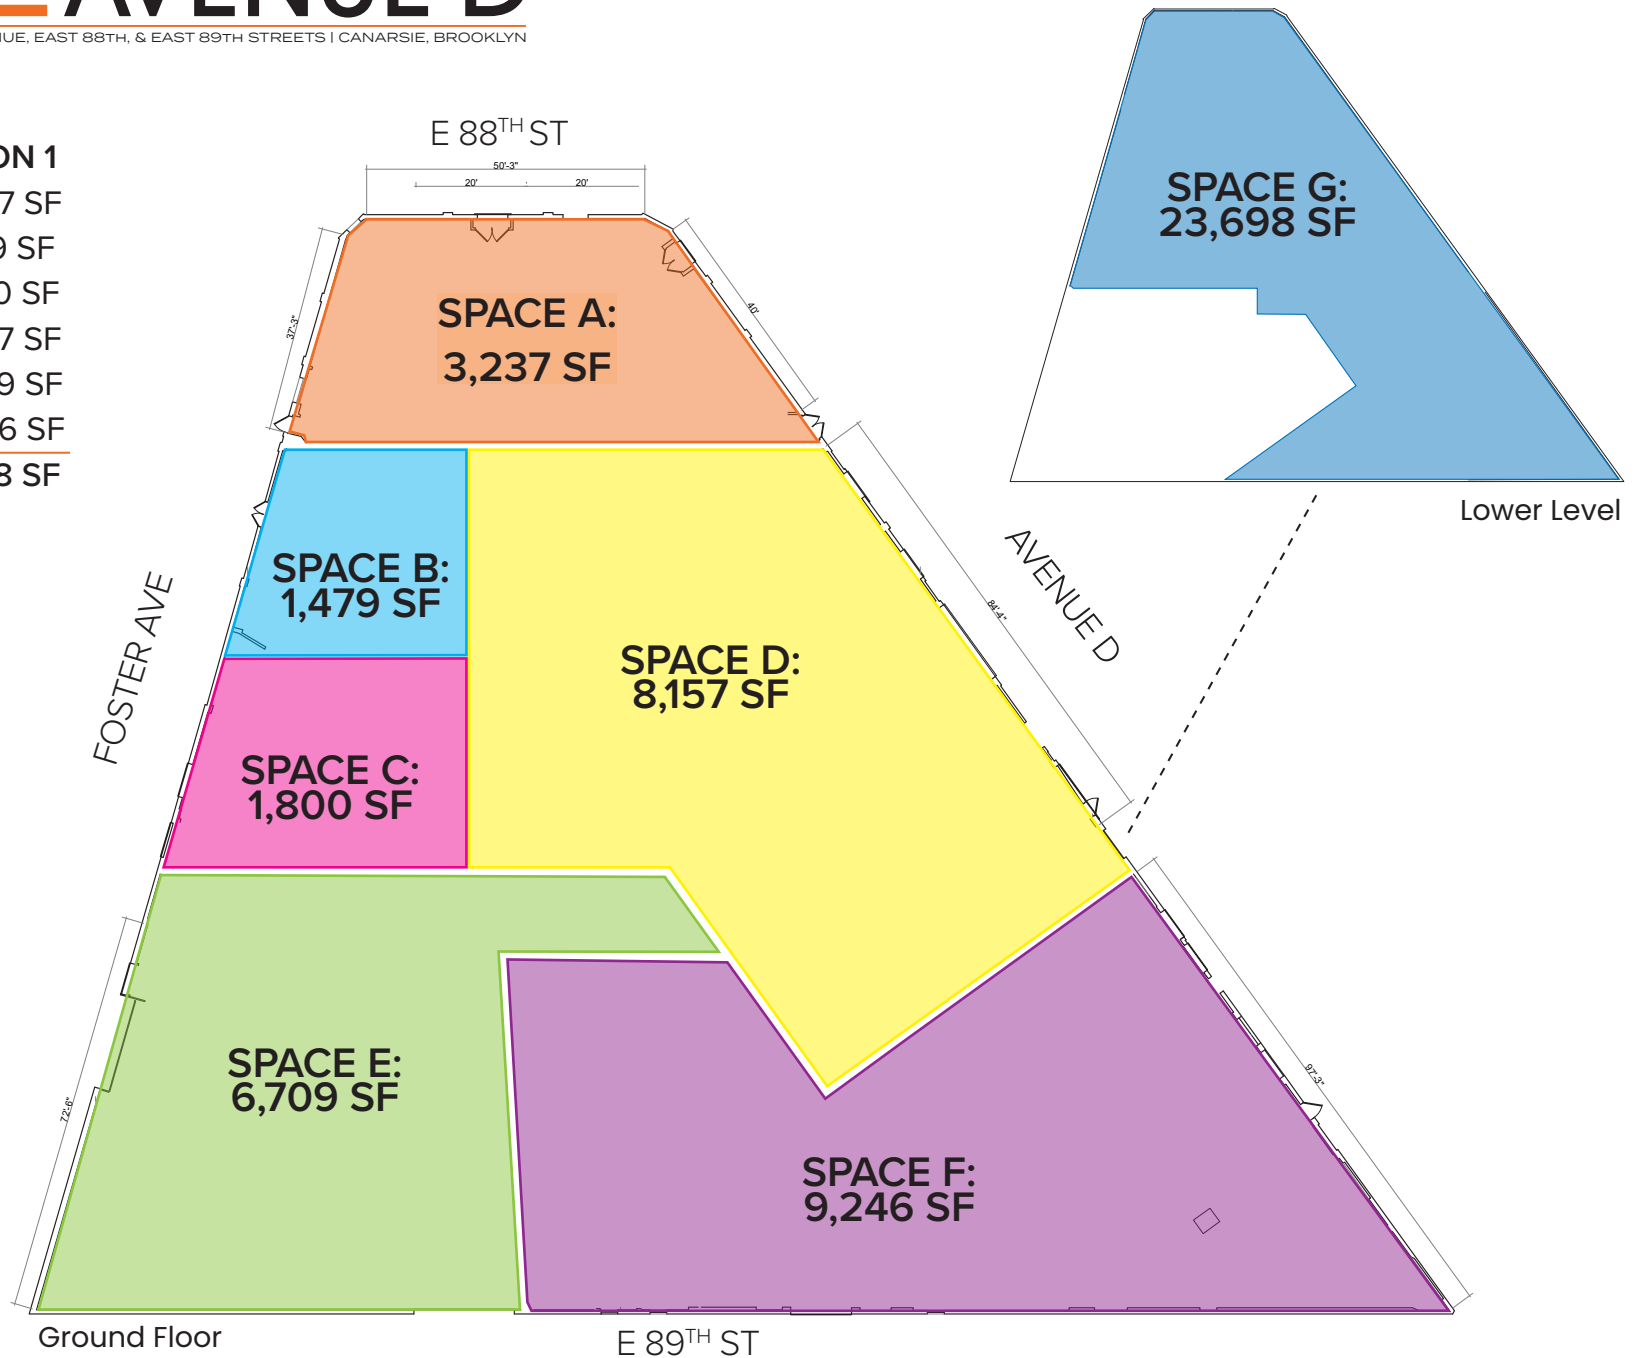 AVENUE D
UE, EAST 88TH, & EAST 89TH STREETS | CANARSIE, BROOKLYN
ON 1
7 SF
9 SF
0 SF
7 SF
9 SF
6 SF
8 SF
E 88TH ST
50'-3"
20' 20'
37'-3"
40'
SPACE A:
3,237 SF
SPACE G:
23,698 SF
Lower Level
SPACE B:
1,479 SF
FOSTER AVE
AVENUE D
84'-4"
SPACE D:
8,157 SF
SPACE C:
1,800 SF
SPACE E:
6,709 SF
72'-6"
97'-3"
SPACE F:
9,246 SF
Ground Floor
E 89TH ST